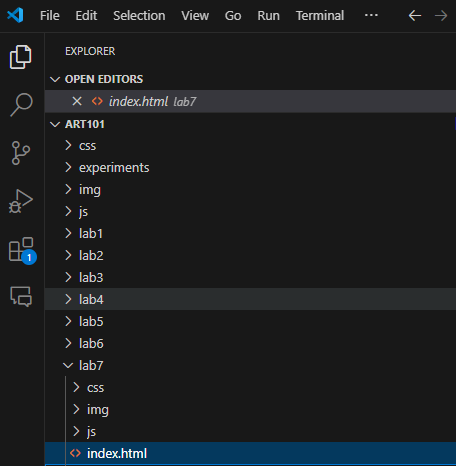 File Edit Selection View Go Run Terminal ...
EXPLORER
OPEN EDITORS
index.html lab7
ART101
css
experiments
img
js
lab1
lab2
lab3
lab4
1
lab5
lab6
lab7
css
img
js
index.html